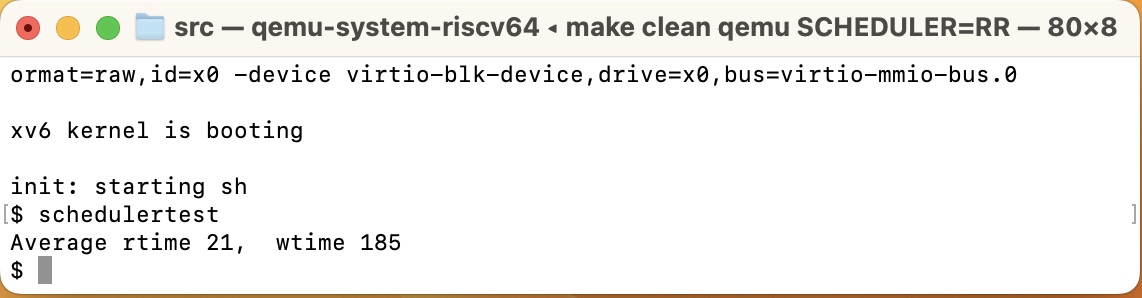 src — qemu-system-riscv64 ◂ make clean qemu SCHEDULER=RR — 80×8
ormat=raw,id=x0 -device virtio-blk-device,drive=x0,bus=virtio-mmio-bus.0
xv6 kernel is booting
init: starting sh
[$ schedulertest ]
Average rtime 21,  wtime 185
$